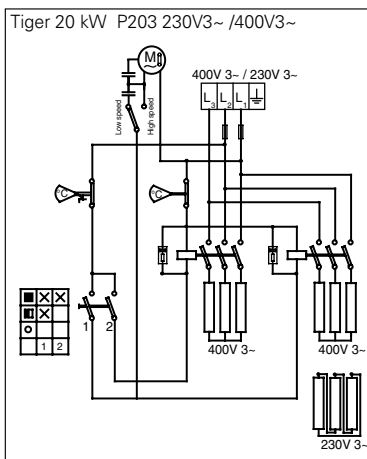 Tiger 20 kW P203 230V3~ /400V3~
M
~
400V 3~ / 230V 3~
L3 L2 L1
Low speed
High speed
°C
°C
1 2
1 2
400V 3~
400V 3~
230V 3~